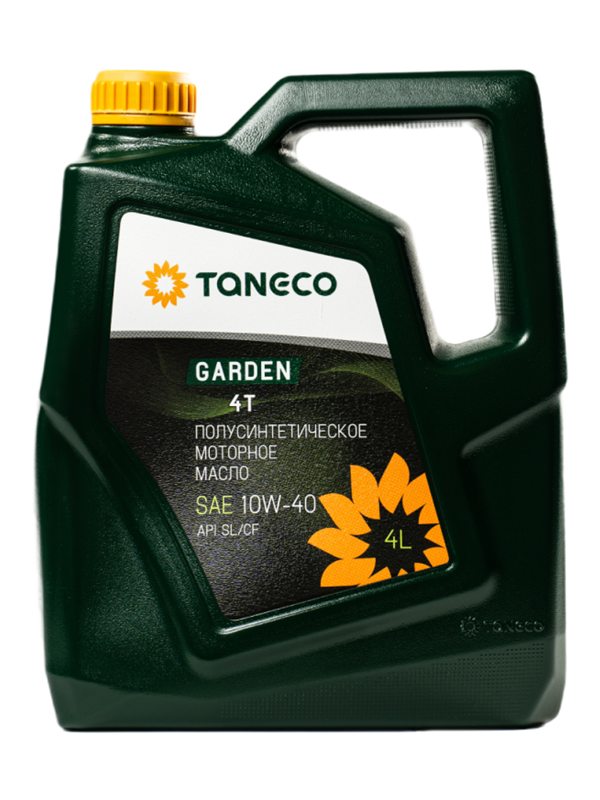 TANECO
GARDEN
4T
ПОЛУСИНТЕТИЧЕСКОЕ
МОТОРНОЕ
МАСЛО
SAE 10W-40
API SL/CF
4L
TANECO